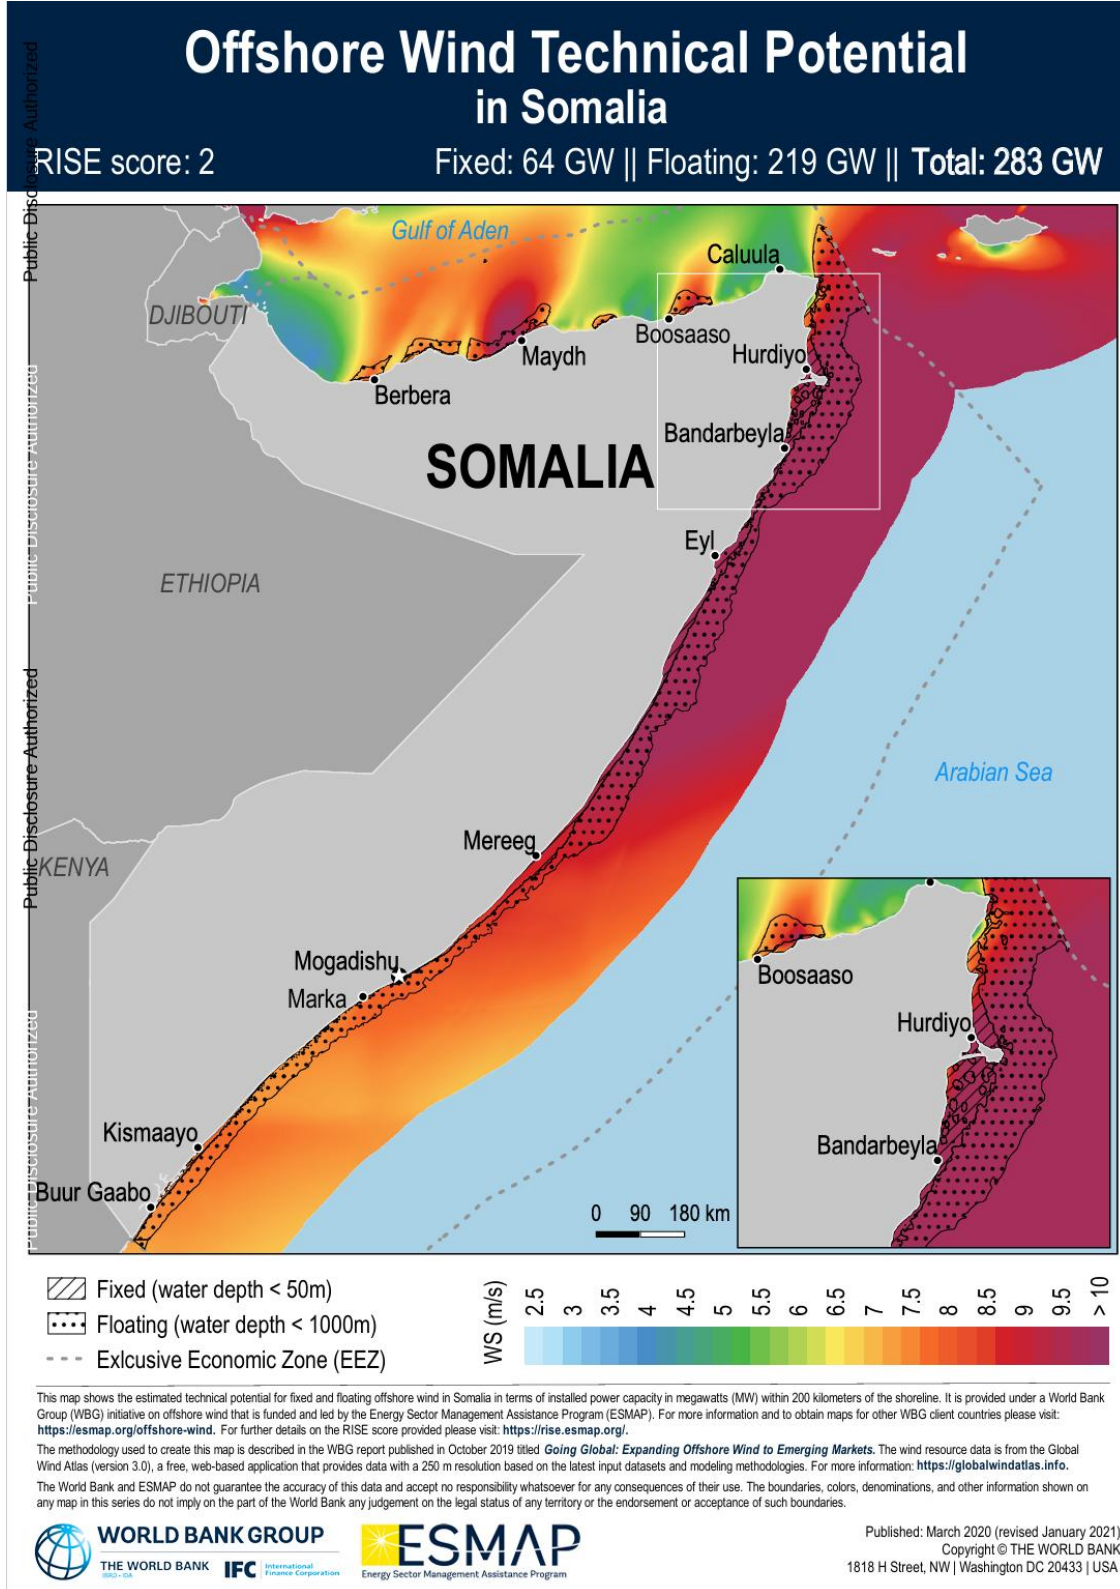 Offshore Wind Technical Potential
in Somalia
RISE score: 2
Fixed: 64 GW || Floating: 219 GW || Total: 283 GW
Public Disclosure Authorized
Public Disclosure Authorized
Public Disclosure Authorized
Public Disclosure Authorized
Gulf of Aden
Caluula
DJIBOUTI
Boosaaso
Maydh
Hurdiyo
Berbera
Bandarbeyla
SOMALIA
Eyl
ETHIOPIA
Arabian Sea
Mereeg
KENYA
Mogadishu
Marka
Kismaayo
Buur Gaabo
0 90 180 km
Boosaaso
Hurdiyo
Bandarbeyla
Fixed (water depth < 50m)
Floating (water depth < 1000m)
Exlcusive Economic Zone (EEZ)
WS (m/s)
2.5 3 3.5 4 4.5 5 5.5 6 6.5 7 7.5 8 8.5 9 9.5 > 10
This map shows the estimated technical potential for fixed and floating offshore wind in Somalia in terms of installed power capacity in megawatts (MW) within 200 kilometers of the shoreline. It is provided under a World Bank
Group (WBG) initiative on offshore wind that is funded and led by the Energy Sector Management Assistance Program (ESMAP). For more information and to obtain maps for other WBG client countries please visit:
https://esmap.org/offshore-wind. For further details on the RISE score provided please visit: https://rise.esmap.org/.
The methodology used to create this map is described in the WBG report published in October 2019 titled Going Global: Expanding Offshore Wind to Emerging Markets. The wind resource data is from the Global
Wind Atlas (version 3.0), a free, web-based application that provides data with a 250 m resolution based on the latest input datasets and modeling methodologies. For more information: https://globalwindatlas.info.
The World Bank and ESMAP do not guarantee the accuracy of this data and accept no responsibility whatsoever for any consequences of their use. The boundaries, colors, denominations, and other information shown on
any map in this series do not imply on the part of the World Bank any judgement on the legal status of any territory or the endorsement or acceptance of such boundaries.
WORLD BANK GROUP
THE WORLD BANK
IBRD • IDA
IFC International
Finance Corporation
ESMAP
Energy Sector Management Assistance Program
Published: March 2020 (revised January 2021)
Copyright © THE WORLD BANK
1818 H Street, NW | Washington DC 20433 | USA